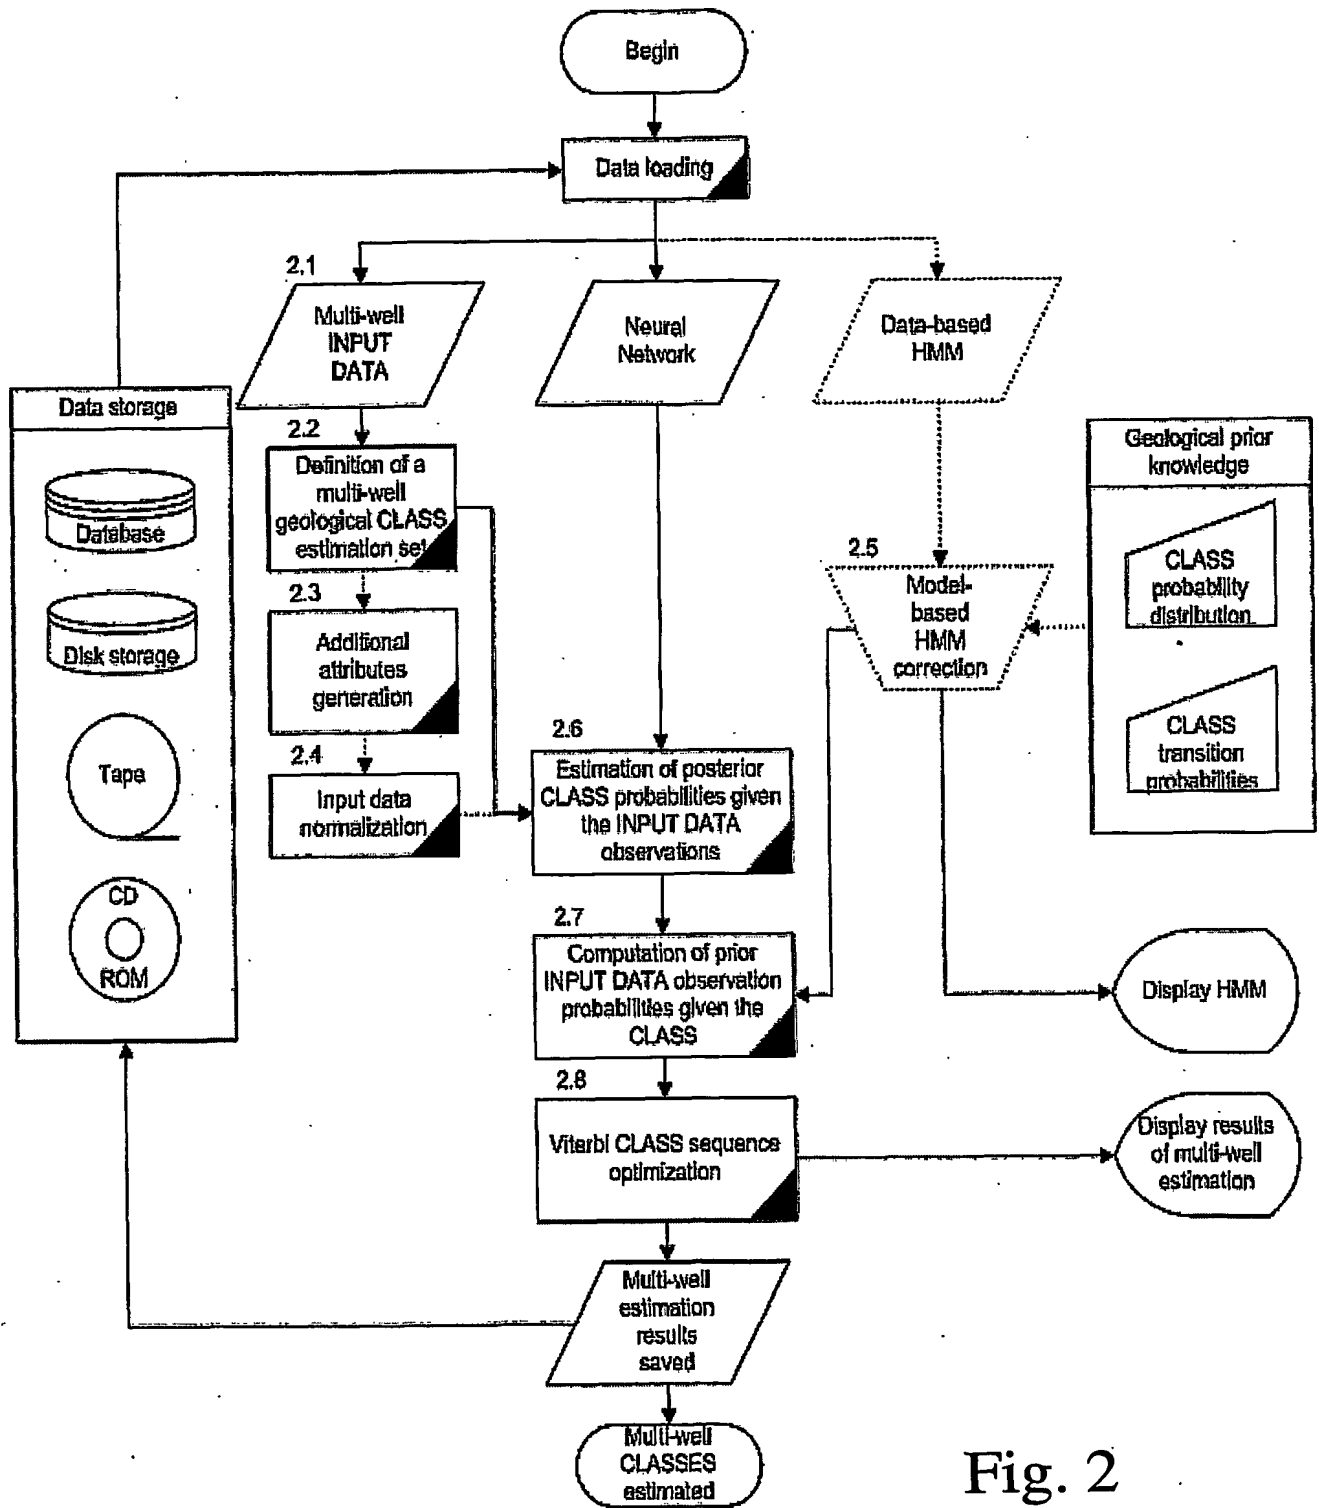 Begin
Data loading
2.1
Multi-well
INPUT
DATA
Neural
Network
Data-based
HMM
Data storage
Database
Disk storage
Tape
CD
ROM
2.2
Definition of a
multi-well
geological CLASS
estimation set
2.3
Additional
attributes
generation
2.4
Input data
normalization
Geological prior
knowledge
CLASS
probability
distribution
CLASS
transition
probabilities
2.5
Model-
based
HMM
correction
2.6
Estimation of posterior
CLASS probabilities given
the INPUT DATA
observations
2.7
Computation of prior
INPUT DATA observation
probabilities given the
CLASS
Display HMM
2.8
Viterbi CLASS sequence
optimization
Display results
of multi-well
estimation
Multi-well
estimation
results
saved
Multi-well
CLASSES
estimated
Fig. 2